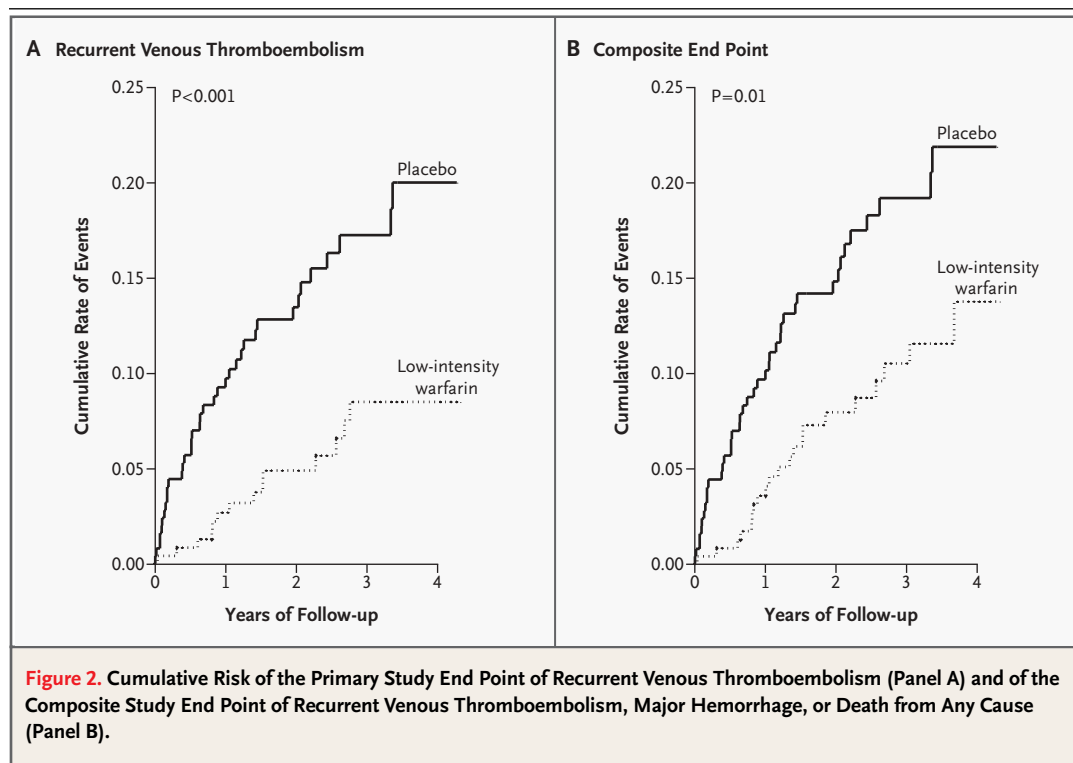 A Recurrent Venous Thromboembolism
P<0.001
0.25
0.20
0.15
0.10
0.05
0.00
Cumulative Rate of Events
Placebo
Low-intensity
warfarin
0 1 2 3 4
Years of Follow-up
B Composite End Point
P=0.01
0.25
0.20
0.15
0.10
0.05
0.00
Cumulative Rate of Events
Placebo
Low-intensity
warfarin
0 1 2 3 4
Years of Follow-up
Figure 2. Cumulative Risk of the Primary Study End Point of Recurrent Venous Thromboembolism (Panel A) and of the
Composite Study End Point of Recurrent Venous Thromboembolism, Major Hemorrhage, or Death from Any Cause
(Panel B).